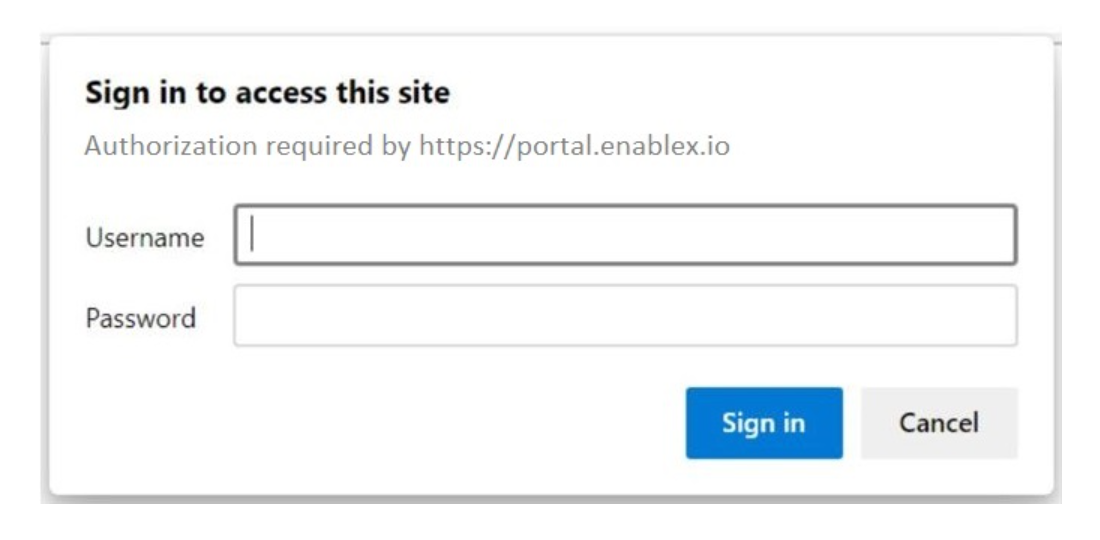 Sign in to access this site
Authorization required by https://portal.enablex.io
Username
Password
Sign in Cancel